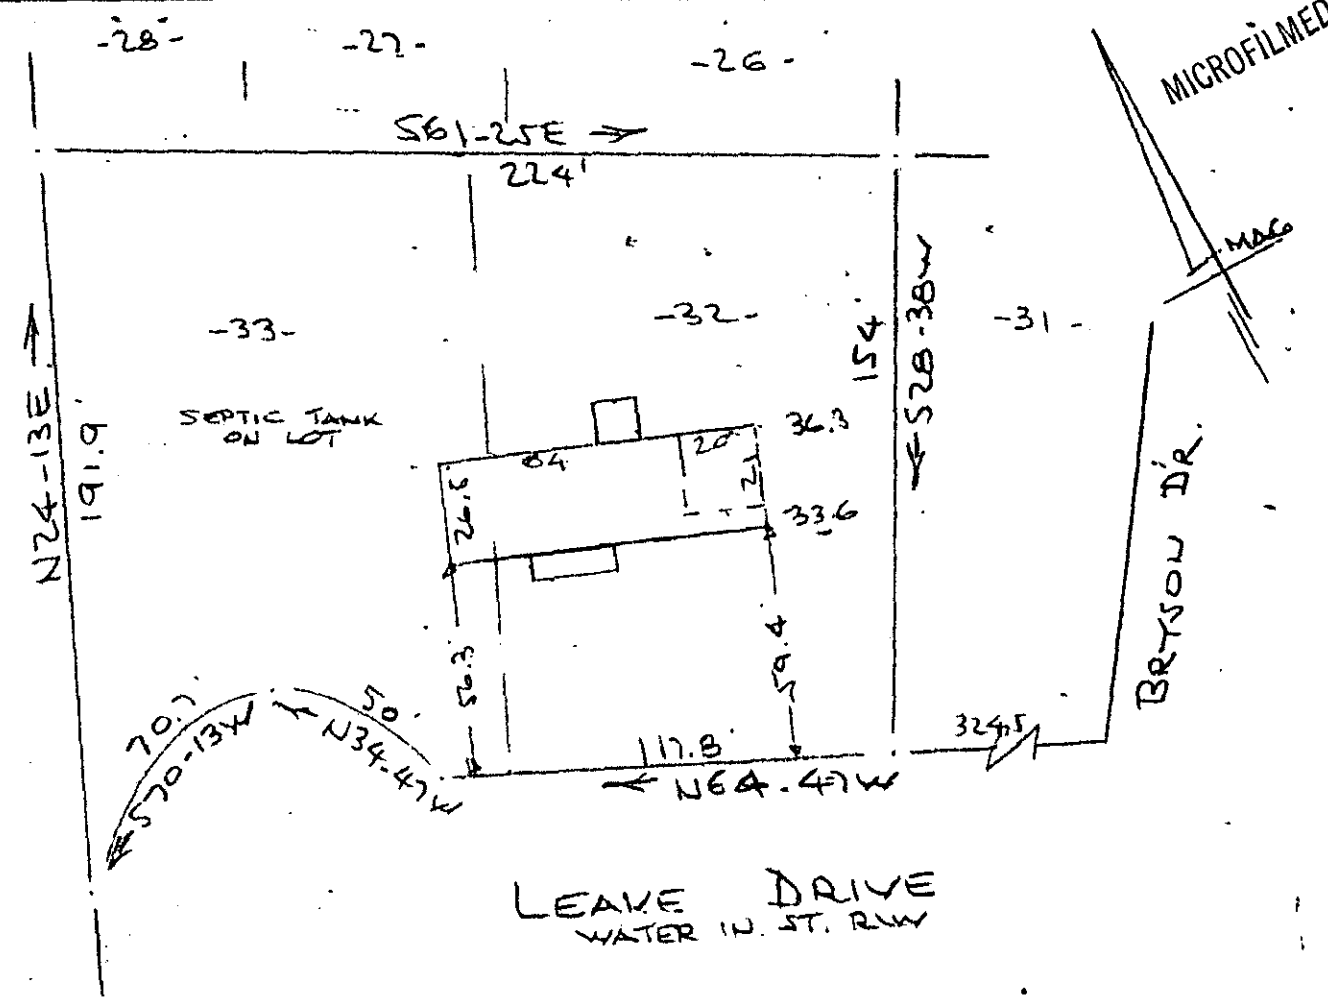 -28-
-27-
-26-
MICROFILMED
S61-25E
224'
MAG
-33-
-32-
-31-
154
S28-38W
N24-13E
191.9
SEPTIC TANK
ON LOT
84
20
36.3
26.5
21
33.6
BRYSON DR.
56.3
59.4
70.7
S70-13W
50
N34-47W
117.8
324.5
N64-47W
LEAKE DRIVE
WATER IN ST. R/W